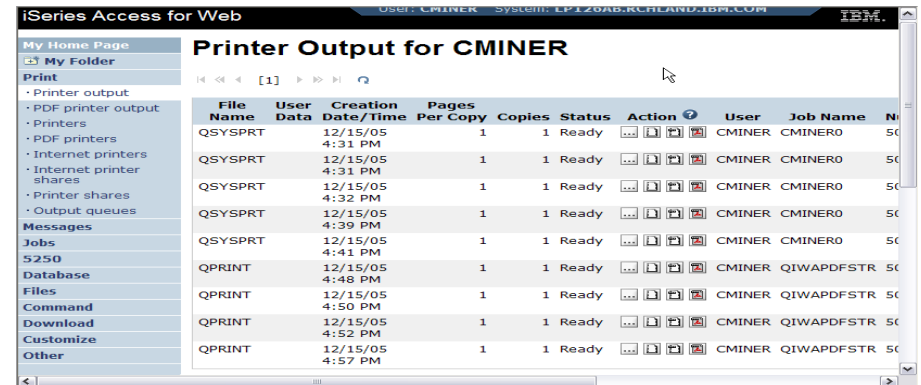 iSeries Access for Web
User: CMINER System: LP126AB.RCHLAND.IBM.COM
IBM.
My Home Page
My Folder
Print
· Printer output
· PDF printer output
· Printers
· PDF printers
· Internet printers
· Internet printer
shares
· Printer shares
· Output queues
Messages
Jobs
5250
Database
Files
Command
Download
Customize
Other
Printer Output for CMINER
[1]
File Name User Data Creation Date/Time Pages Per Copy Copies Status Action ? User Job Name
QSYSPRT 12/15/05 4:31 PM 1 1 Ready ... CMINER CMINER0 50
QSYSPRT 12/15/05 4:31 PM 1 1 Ready ... CMINER CMINER0 50
QSYSPRT 12/15/05 4:32 PM 1 1 Ready ... CMINER CMINER0 50
QSYSPRT 12/15/05 4:39 PM 1 1 Ready ... CMINER CMINER0 50
QSYSPRT 12/15/05 4:41 PM 1 1 Ready ... CMINER CMINER0 50
QPRINT 12/15/05 4:48 PM 1 1 Ready ... CMINER QIWAPDFSTR 50
QPRINT 12/15/05 4:50 PM 1 1 Ready ... CMINER QIWAPDFSTR 50
QPRINT 12/15/05 4:52 PM 1 1 Ready ... CMINER QIWAPDFSTR 50
QPRINT 12/15/05 4:57 PM 1 1 Ready ... CMINER QIWAPDFSTR 50